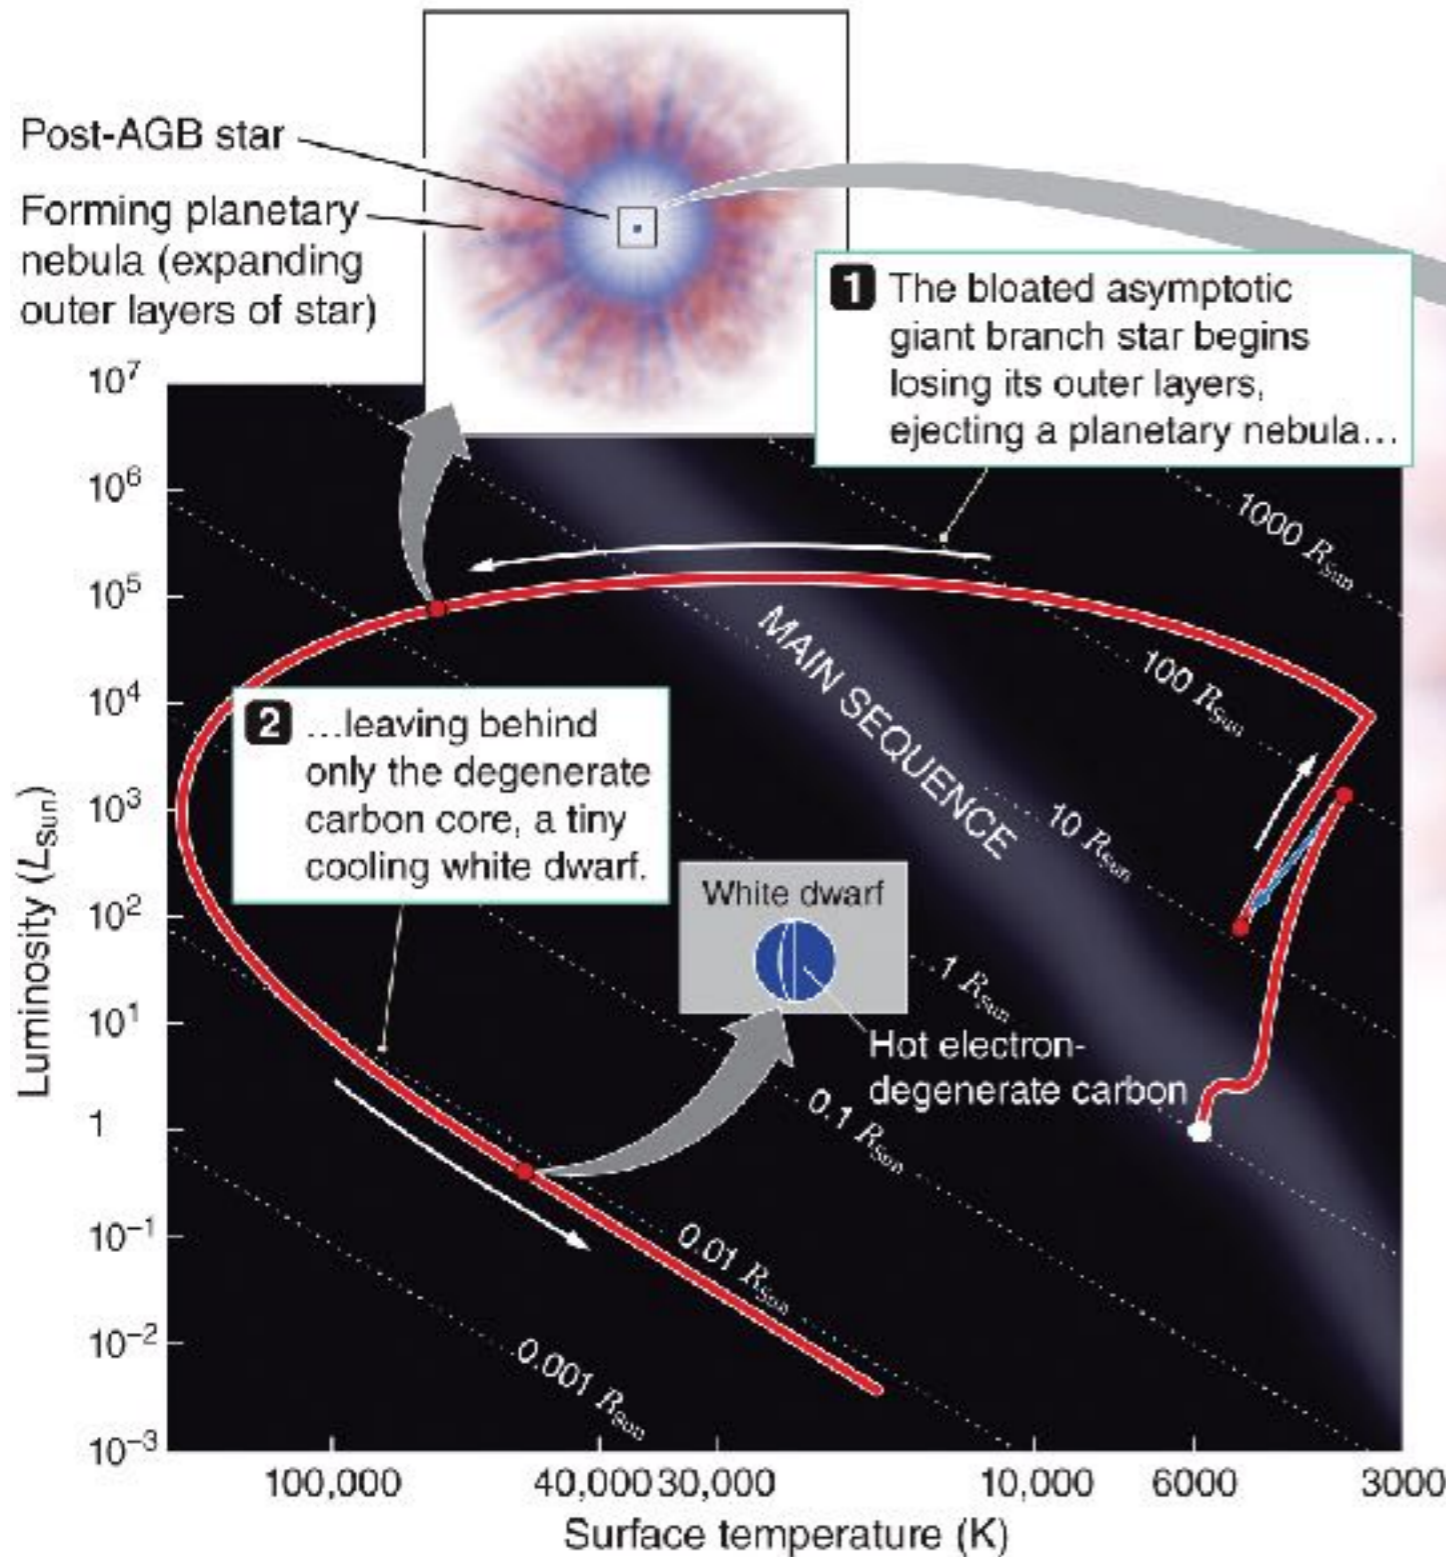 Post-AGB star
Forming planetary
nebula (expanding
outer layers of star)
1 The bloated asymptotic
giant branch star begins
losing its outer layers,
ejecting a planetary nebula…
10⁷
10⁶
10⁵
10⁴
10³
10²
10¹
1
10⁻¹
10⁻²
10⁻³
Luminosity (L_Sun)
1000 R_Sun
100 R_Sun
10 R_Sun
1 R_Sun
0.1 R_Sun
0.01 R_Sun
0.001 R_Sun
MAIN SEQUENCE
2 …leaving behind
only the degenerate
carbon core, a tiny
cooling white dwarf.
White dwarf
Hot electron-
degenerate carbon
100,000 40,000 30,000 10,000 6000 3000
Surface temperature (K)